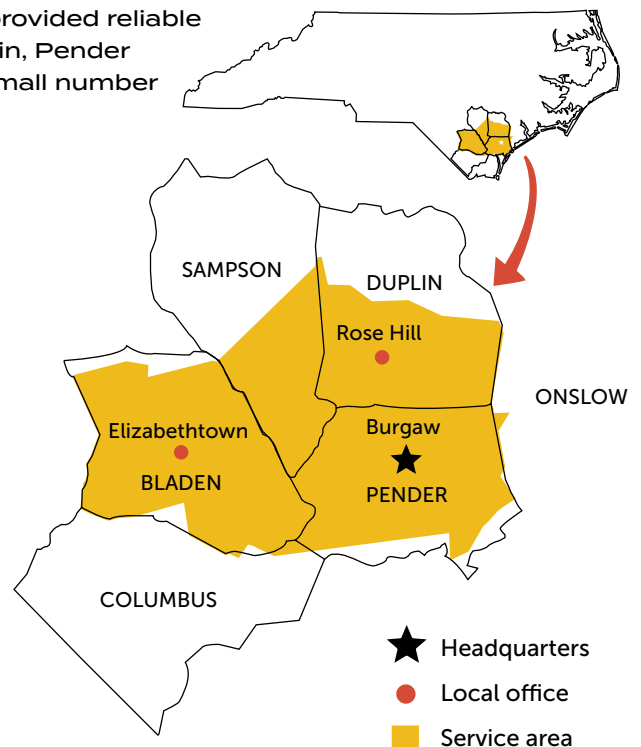 provided reliable
in, Pender
mall number
SAMPSON
DUPLIN
Rose Hill
ONSLOW
Elizabethtown
Burgaw
BLADEN
PENDER
COLUMBUS
Headquarters
Local office
Service area